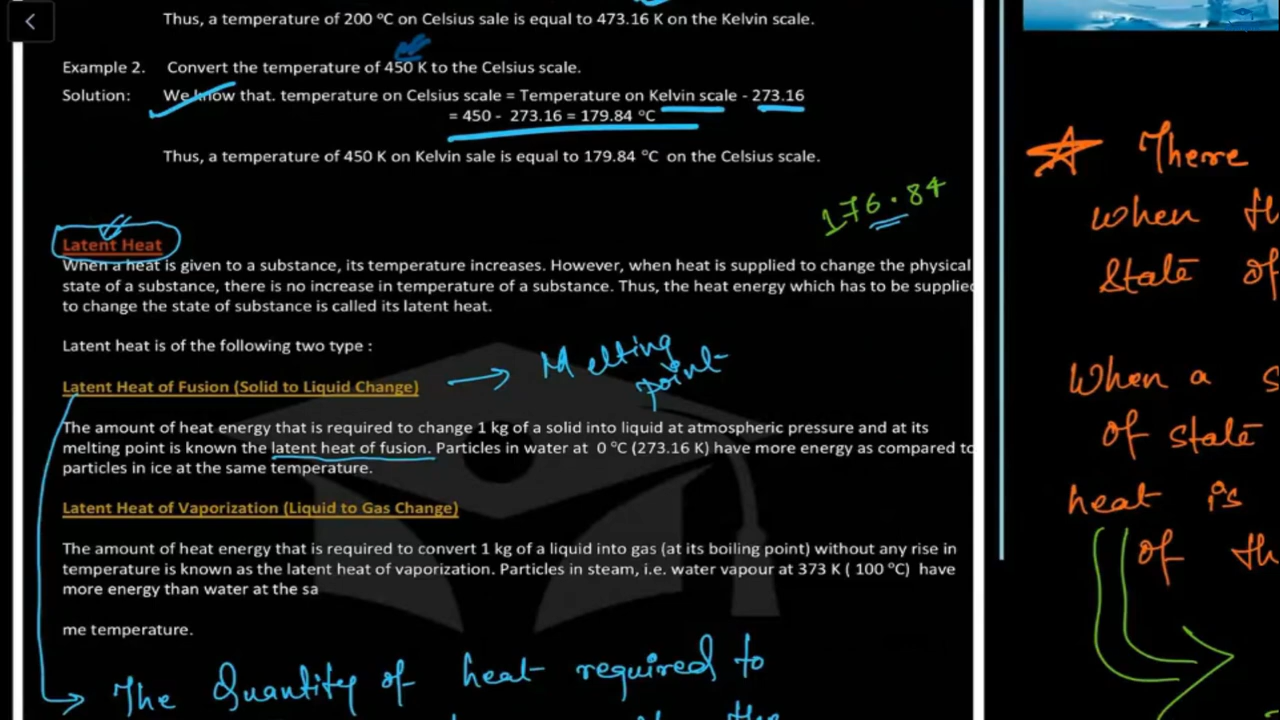 Thus, a temperature of 200 °C on Celsius sale is equal to 473.16 K on the Kelvin scale.
Example 2. Convert the temperature of 450 K to the Celsius scale.
Solution: We know that. temperature on Celsius scale = Temperature on Kelvin scale - 273.16
= 450 - 273.16 = 179.84 °C
Thus, a temperature of 450 K on Kelvin sale is equal to 179.84 °C on the Celsius scale.
176.84
Latent Heat
When a heat is given to a substance, its temperature increases. However, when heat is supplied to change the physical
state of a substance, there is no increase in temperature of a substance. Thus, the heat energy which has to be supplied
to change the state of substance is called its latent heat.
Latent heat is of the following two type :
Latent Heat of Fusion (Solid to Liquid Change)
Melting
point
The amount of heat energy that is required to change 1 kg of a solid into liquid at atmospheric pressure and at its
melting point is known the latent heat of fusion. Particles in water at 0 °C (273.16 K) have more energy as compared to
particles in ice at the same temperature.
Latent Heat of Vaporization (Liquid to Gas Change)
The amount of heat energy that is required to convert 1 kg of a liquid into gas (at its boiling point) without any rise in
temperature is known as the latent heat of vaporization. Particles in steam, i.e. water vapour at 373 K ( 100 °C) have
more energy than water at the sa
me temperature.
The Quantity of heat required to
There
when th
State of
When a s
of state
heat is
of th